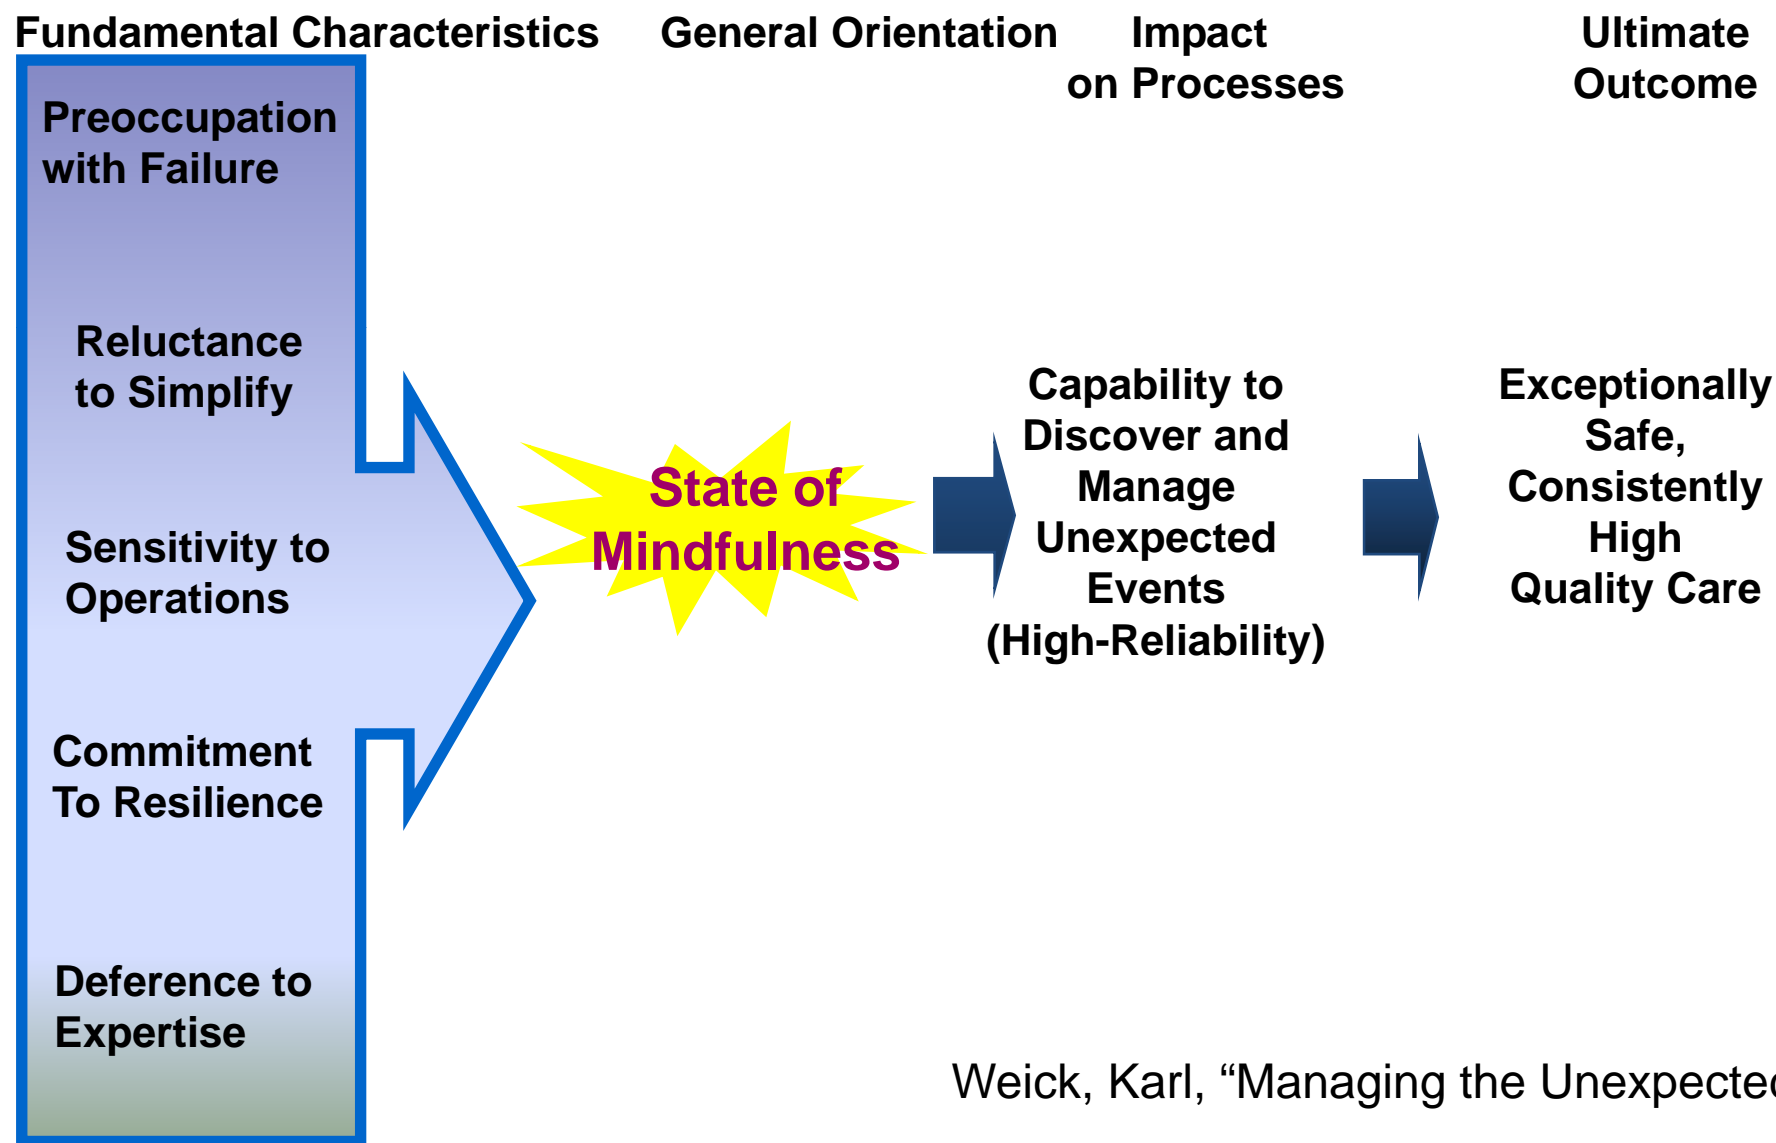 Fundamental Characteristics
General Orientation
Impact
on Processes
Ultimate
Outcome
Preoccupation
with Failure
Reluctance
to Simplify
Sensitivity to
Operations
Commitment
To Resilience
Deference to
Expertise
State of
Mindfulness
Capability to
Discover and
Manage
Unexpected
Events
(High-Reliability)
Exceptionally
Safe,
Consistently
High
Quality Care
Weick, Karl, “Managing the Unexpected